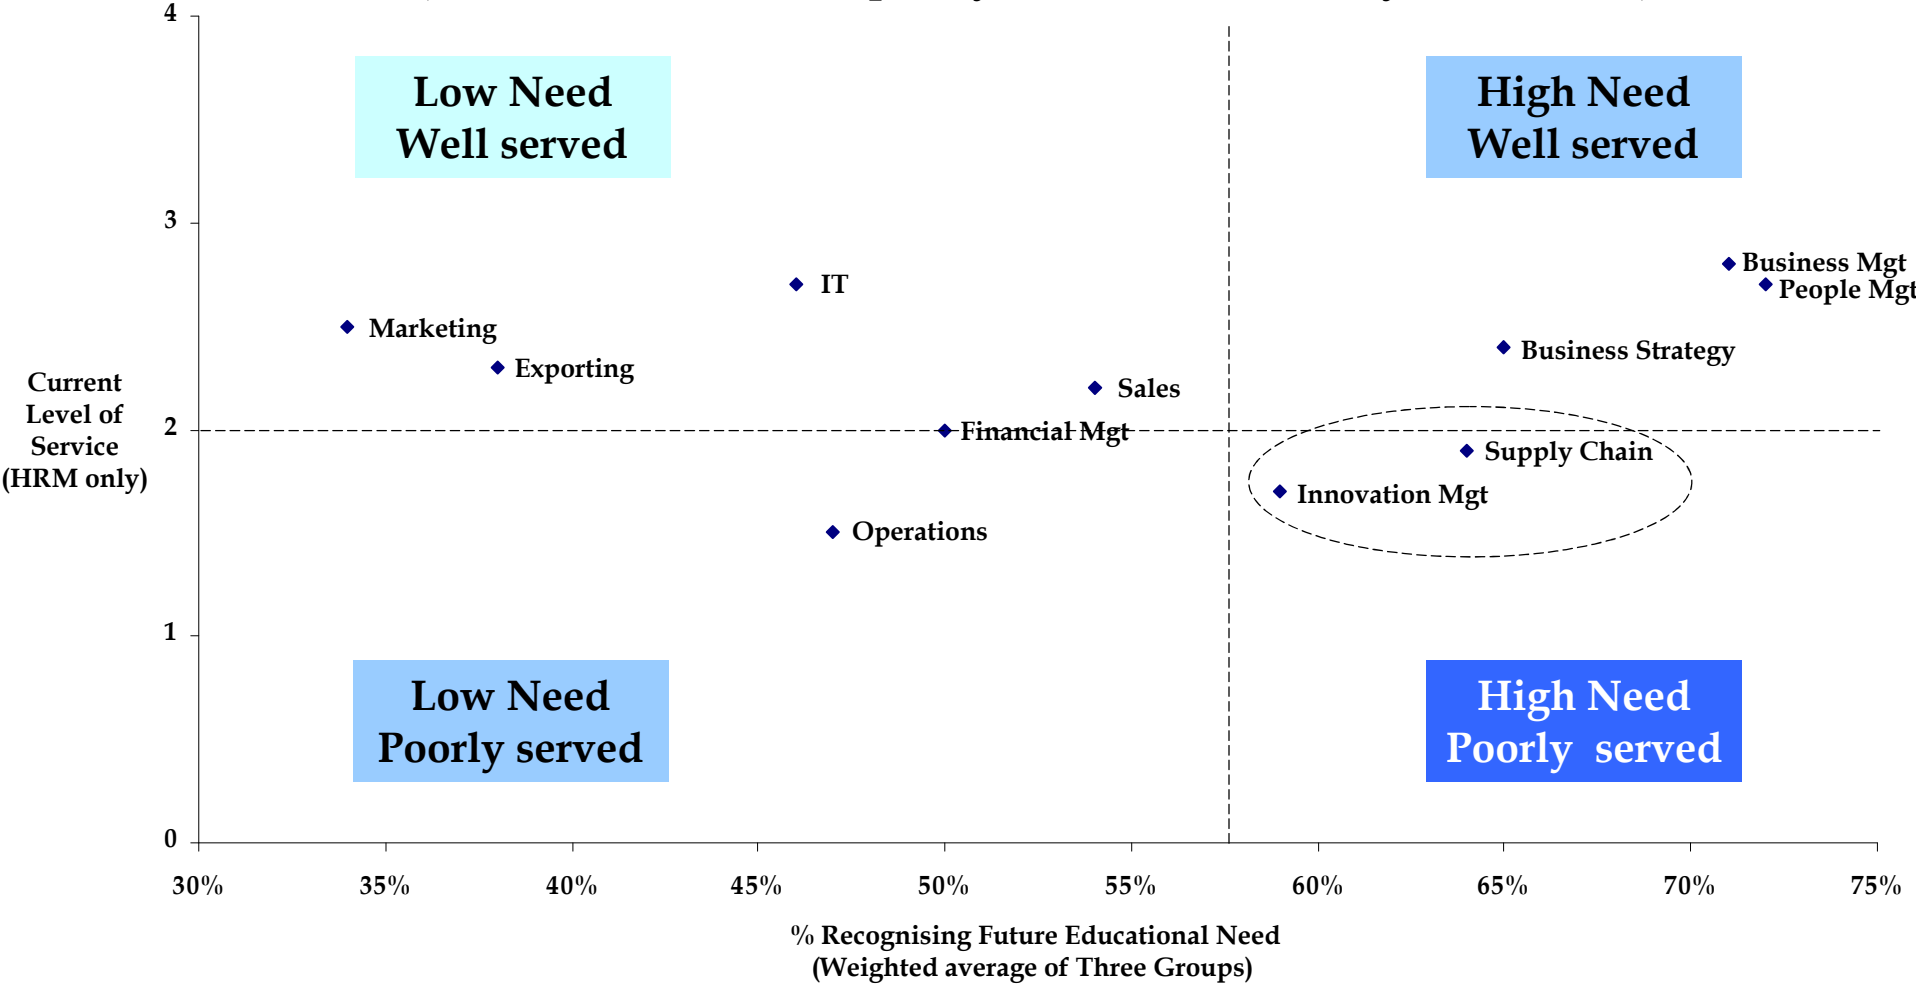 4
Low Need
Well served
High Need
Well served
3
Business Mgt
IT
People Mgt
Marketing
Business Strategy
Exporting
Sales
Current
Level of
Service
(HRM only)
2
Financial Mgt
Supply Chain
Innovation Mgt
Operations
1
Low Need
Poorly served
High Need
Poorly served
0
30% 35% 40% 45% 50% 55% 60% 65% 70% 75%
% Recognising Future Educational Need
(Weighted average of Three Groups)